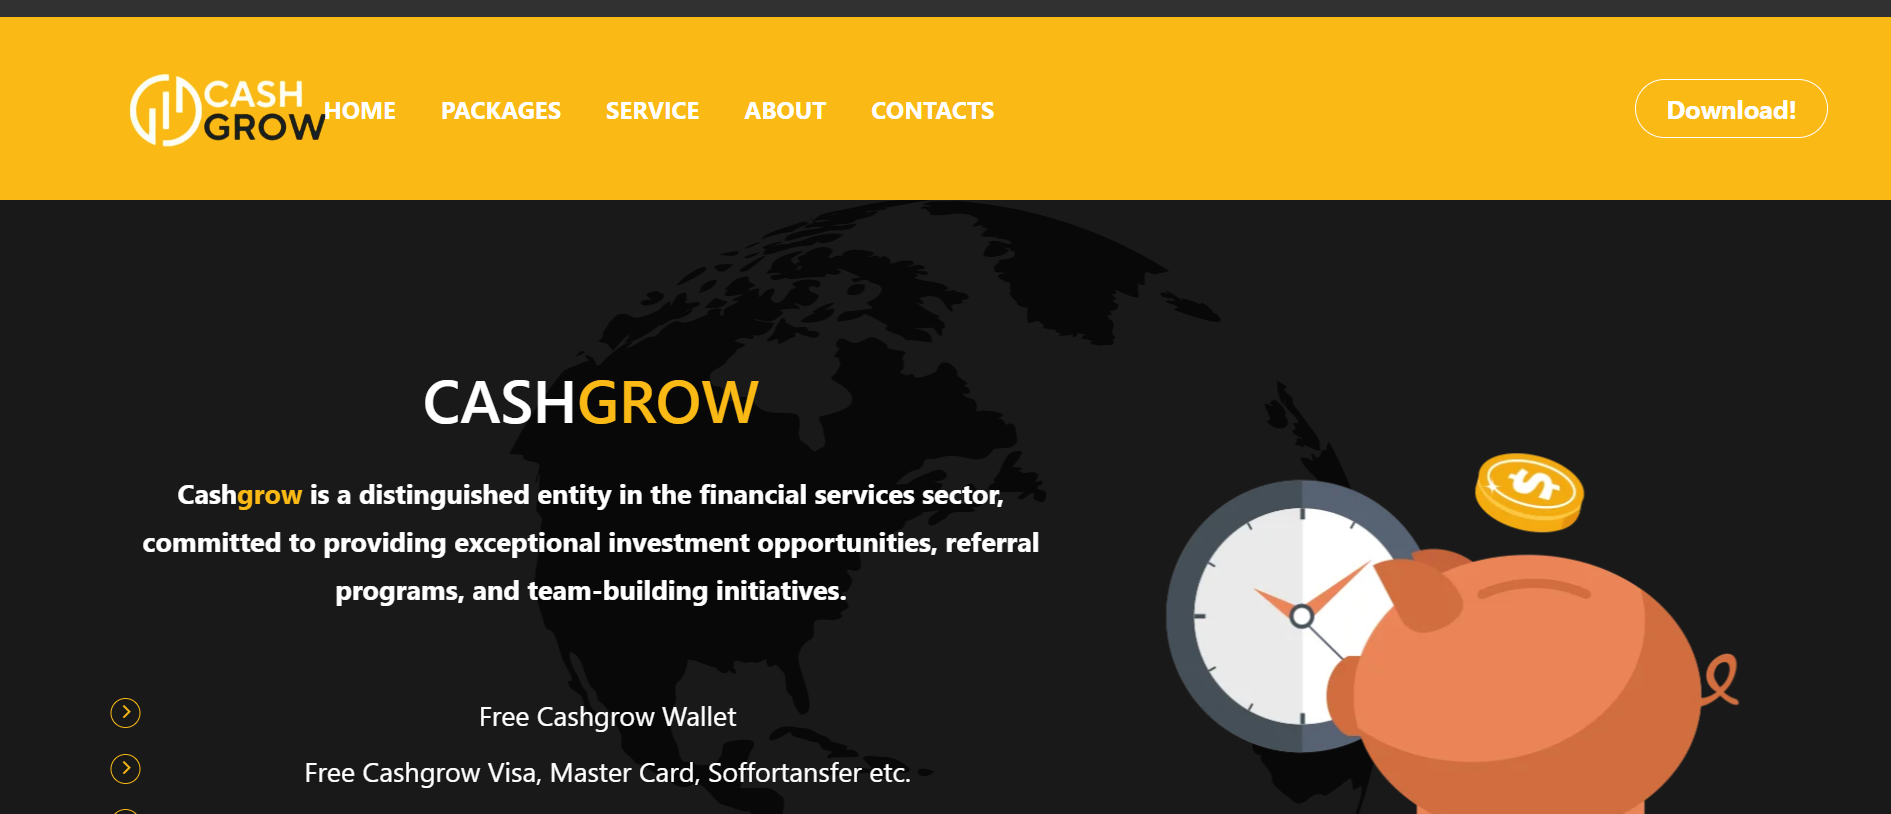 CASH
GROW
HOME PACKAGES SERVICE ABOUT CONTACTS Download!
CASHGROW
Cashgrow is a distinguished entity in the financial services sector,
committed to providing exceptional investment opportunities, referral
programs, and team-building initiatives.
Free Cashgrow Wallet
Free Cashgrow Visa, Master Card, Soffortansfer etc.